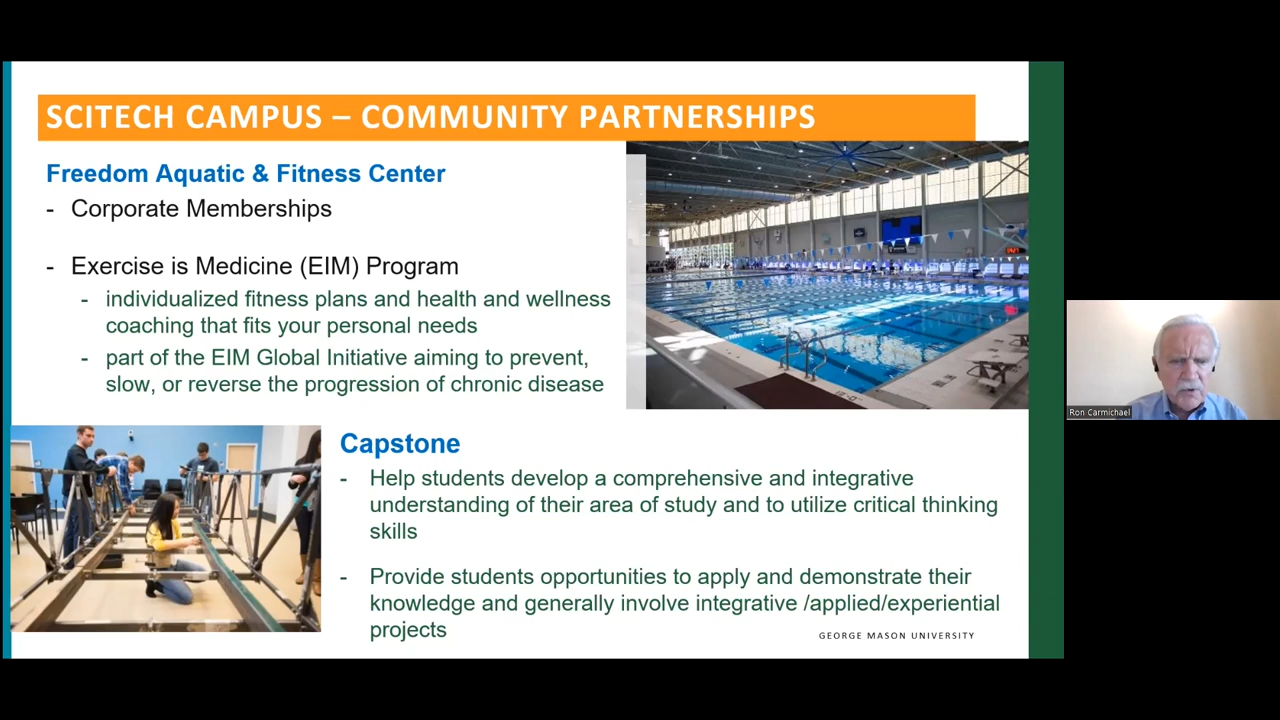 SCITECH CAMPUS – COMMUNITY PARTNERSHIPS
Freedom Aquatic & Fitness Center
- Corporate Memberships
- Exercise is Medicine (EIM) Program
- individualized fitness plans and health and wellness
coaching that fits your personal needs
- part of the EIM Global Initiative aiming to prevent,
slow, or reverse the progression of chronic disease
Capstone
- Help students develop a comprehensive and integrative
understanding of their area of study and to utilize critical thinking
skills
- Provide students opportunities to apply and demonstrate their
knowledge and generally involve integrative /applied/experiential
projects
GEORGE MASON UNIVERSITY
Ron Carmichael